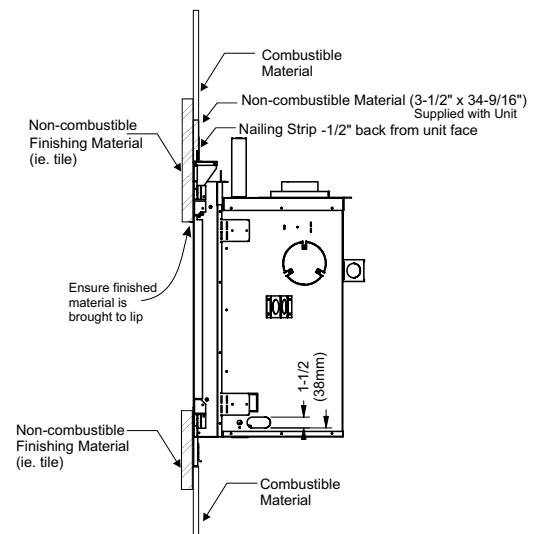 Combustible
Material
Non-combustible Material (3-1/2" x 34-9/16")
Supplied with Unit
Non-combustible
Finishing Material
(ie. tile)
Nailing Strip -1/2" back from unit face
Ensure finished
material is
brought to lip
1-1/2
(38mm)
Non-combustible
Finishing Material
(ie. tile)
Combustible
Material